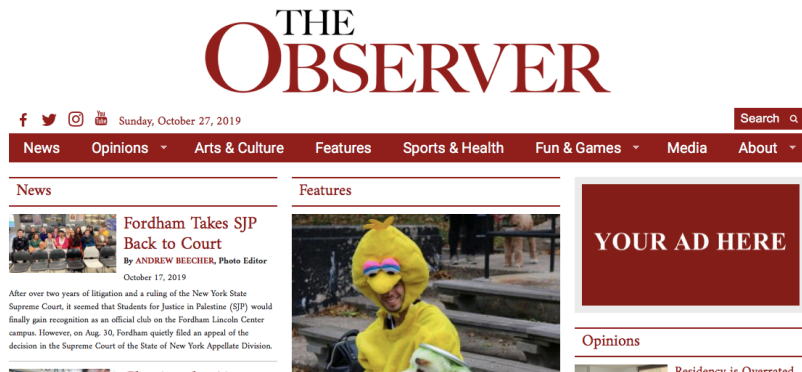 THE
OBSERVER
Sunday, October 27, 2019
Search
News Opinions Arts & Culture Features Sports & Health Fun & Games Media About
News
Fordham Takes SJP
Back to Court
By ANDREW BEECHER, Photo Editor
October 17, 2019
After over two years of litigation and a ruling of the New York State
Supreme Court, it seemed that Students for Justice in Palestine (SJP) would
finally gain recognition as an official club on the Fordham Lincoln Center
campus. However, on Aug. 30, Fordham quietly filed an appeal of the
decision in the Supreme Court of the State of New York Appellate Division.
Features
YOUR AD HERE
Opinions
Residency is Overrated